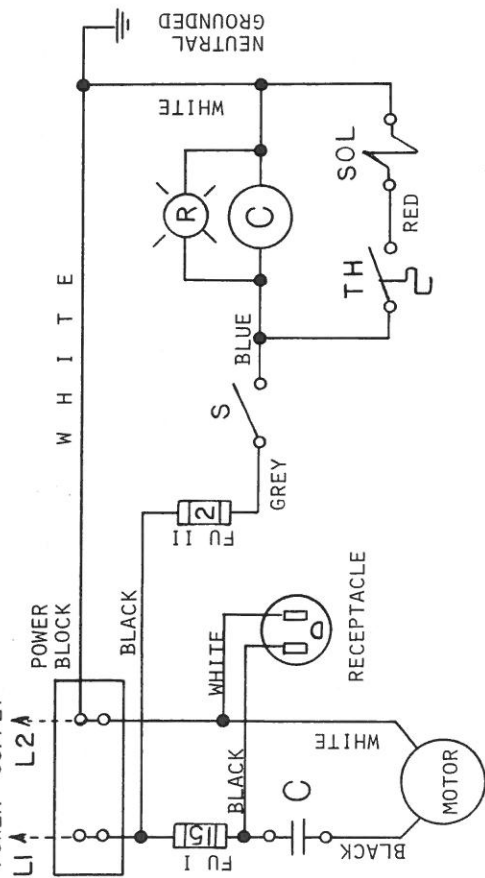 L1
L2
POWER
BLOCK
W H I T E
NEUTRAL
GROUNDED
BLACK
WHITE
R
C
FU II
2
S
BLUE
GREY
TH
RED
SOL
FU I
15
BLACK
WHITE
RECEPTACLE
C
BLACK
WHITE
MOTOR